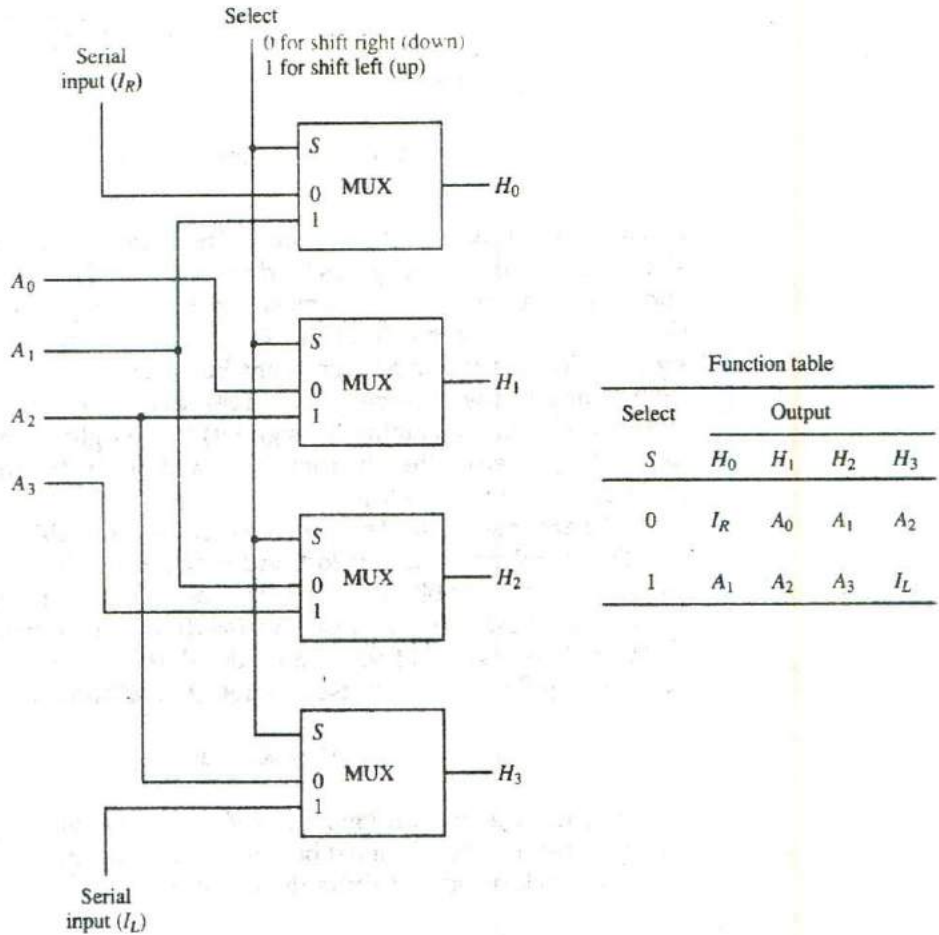 Select
0 for shift right (down)
1 for shift left (up)
Serial
input (I_R)
S
MUX
0
1
H_0
A_0
A_1
A_2
A_3
S
MUX
0
1
H_1
S
MUX
0
1
H_2
S
MUX
0
1
H_3
Serial
input (I_L)
Function table
Select Output
S H_0 H_1 H_2 H_3
0 I_R A_0 A_1 A_2
1 A_1 A_2 A_3 I_L